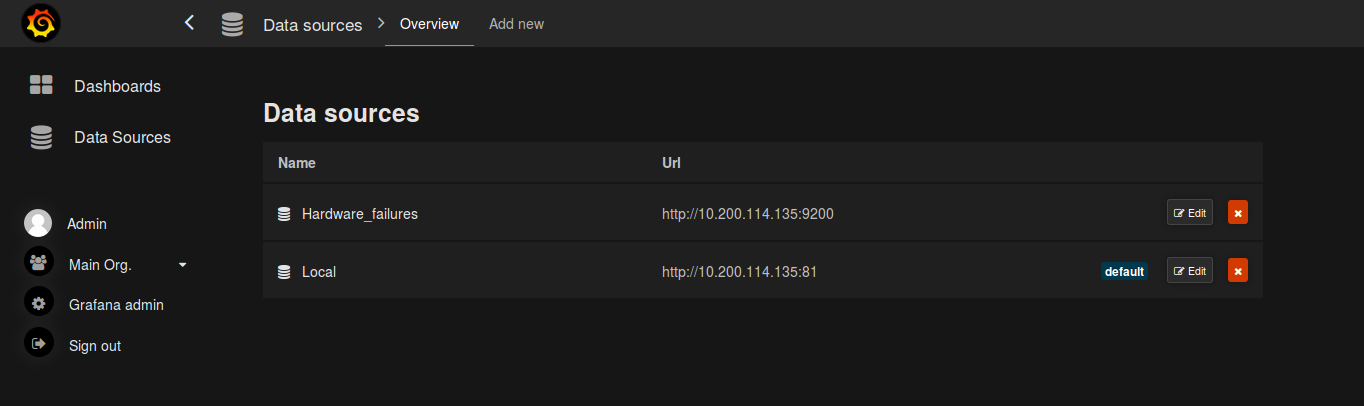 Data sources Overview Add new
Dashboards
Data Sources
Admin
Main Org.
Grafana admin
Sign out
Data sources
Name Url
Hardware_failures http://10.200.114.135:9200 Edit
Local http://10.200.114.135:81 default Edit